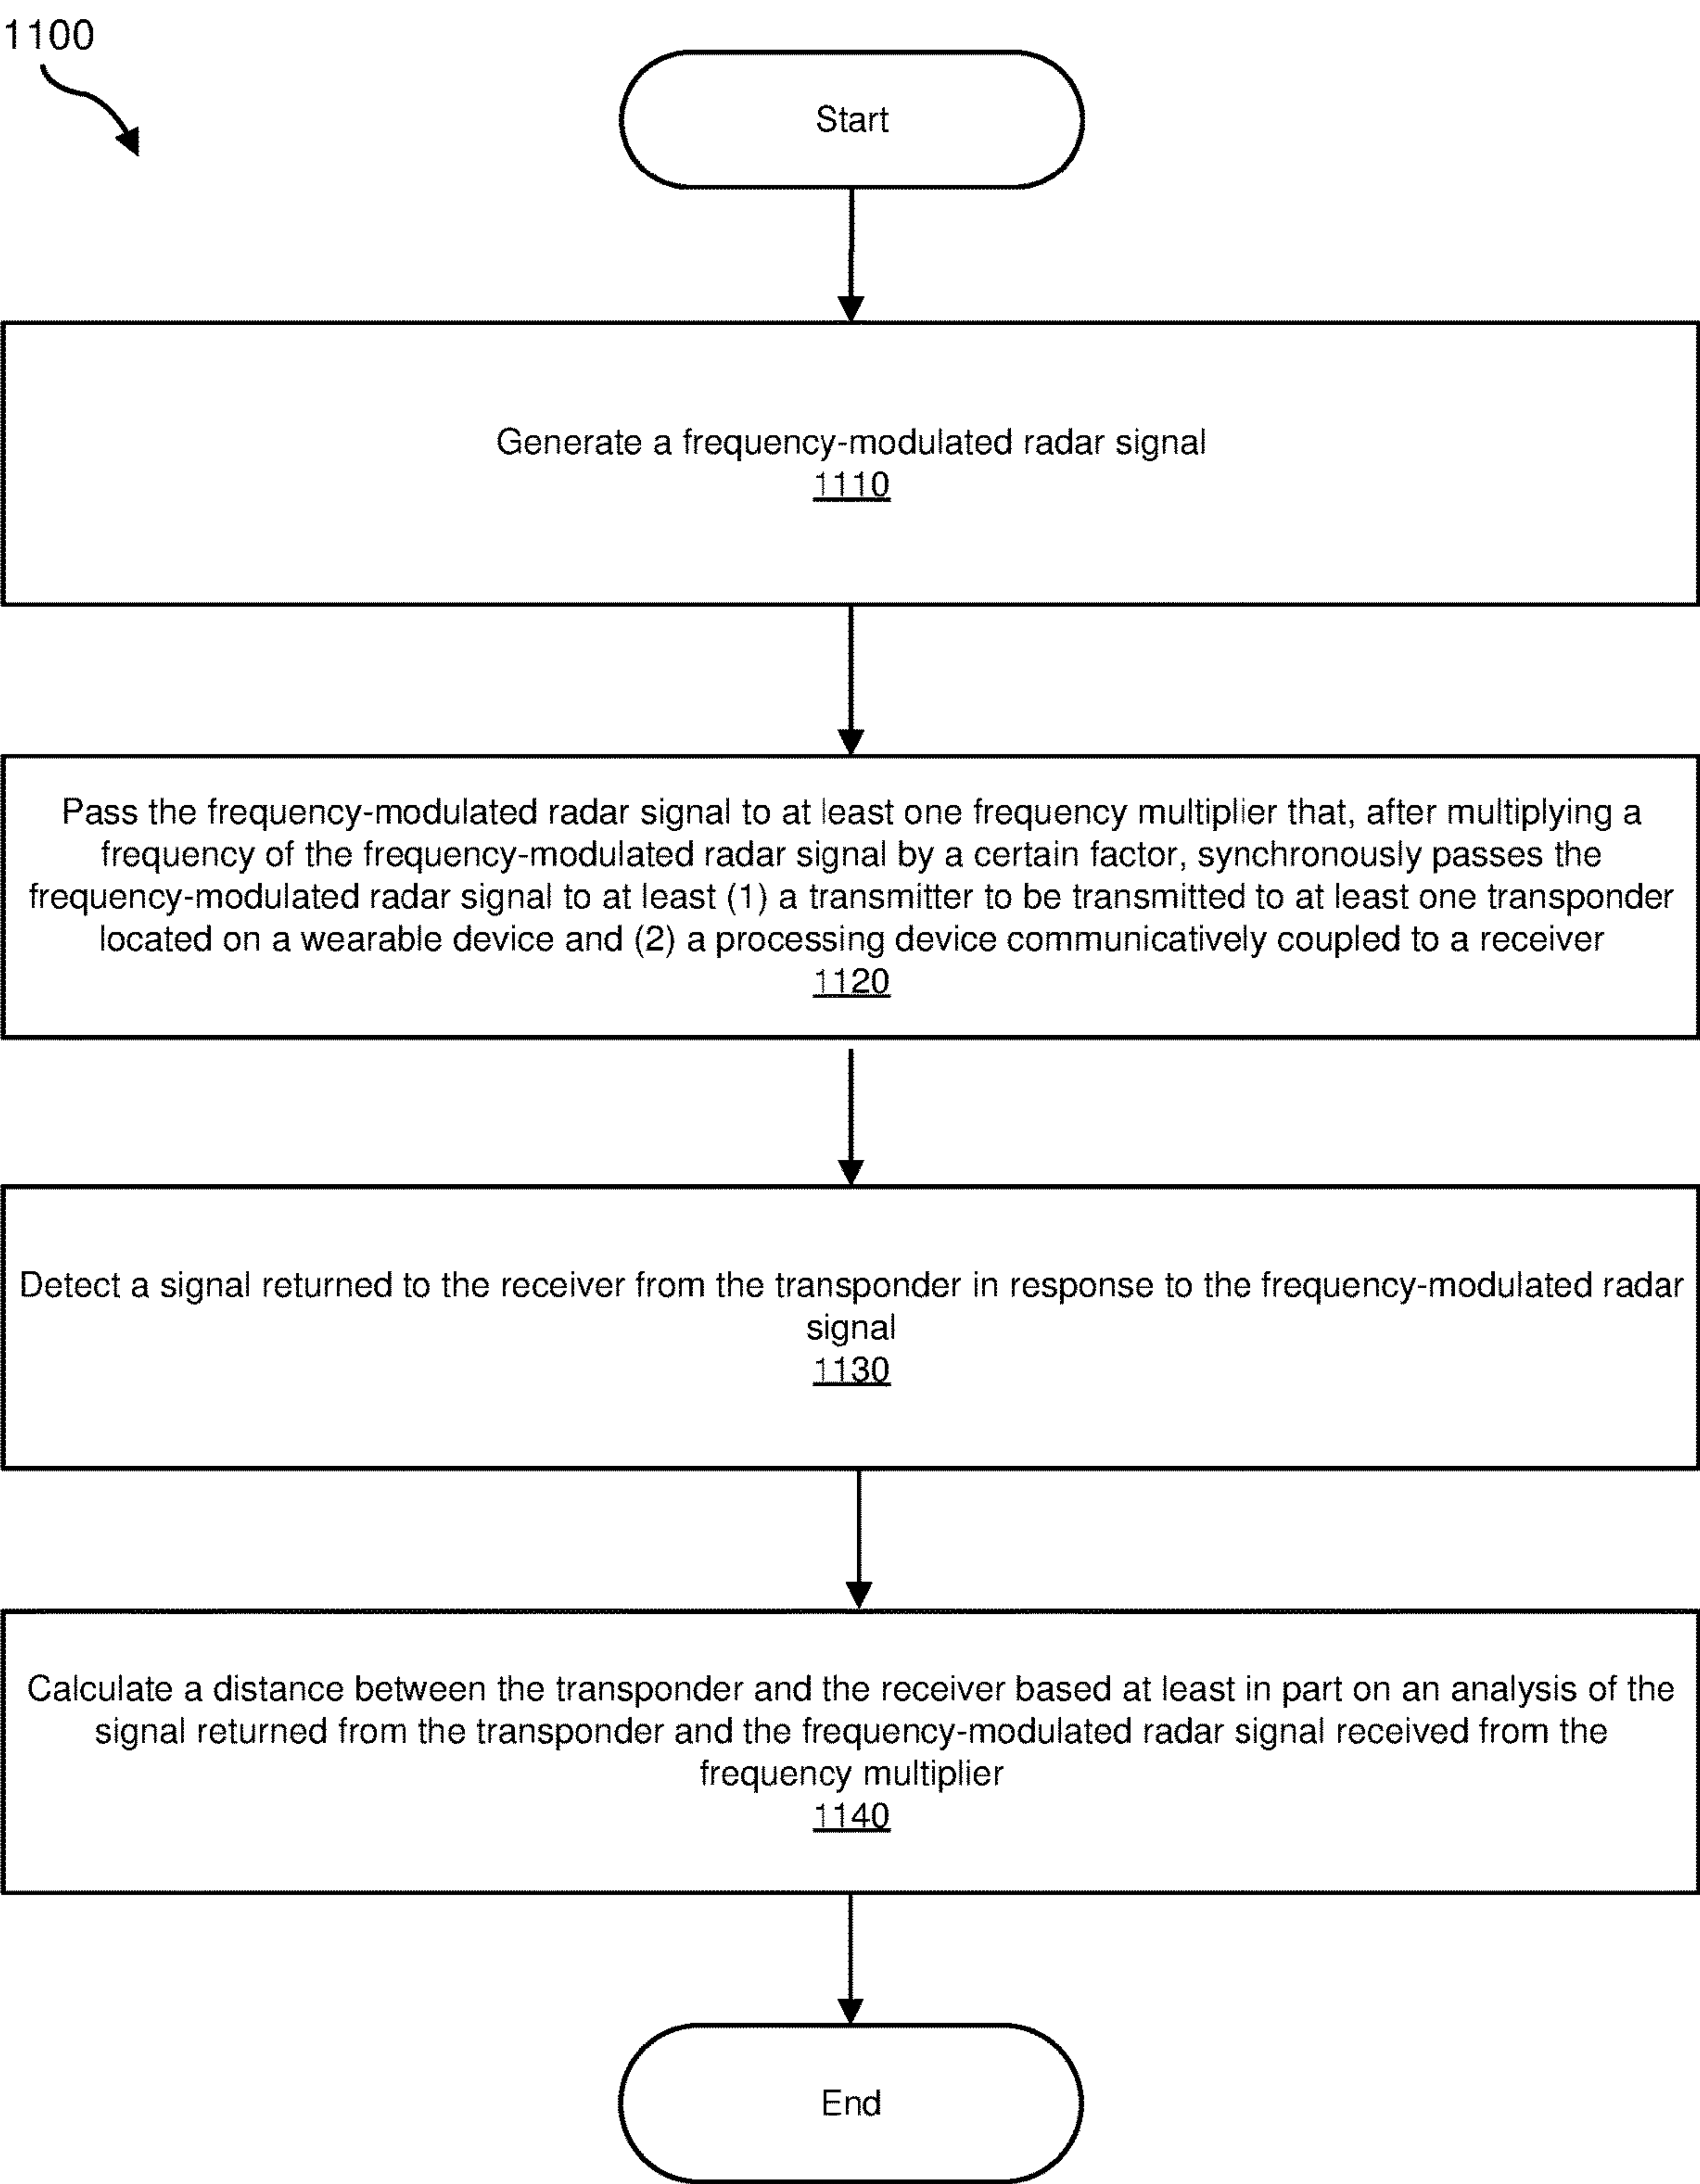 1100
Start
Generate a frequency-modulated radar signal
1110
Pass the frequency-modulated radar signal to at least one frequency multiplier that, after multiplying a
frequency of the frequency-modulated radar signal by a certain factor, synchronously passes the
frequency-modulated radar signal to at least (1) a transmitter to be transmitted to at least one transponder
located on a wearable device and (2) a processing device communicatively coupled to a receiver
1120
Detect a signal returned to the receiver from the transponder in response to the frequency-modulated radar
signal
1130
Calculate a distance between the transponder and the receiver based at least in part on an analysis of the
signal returned from the transponder and the frequency-modulated radar signal received from the
frequency multiplier
1140
End